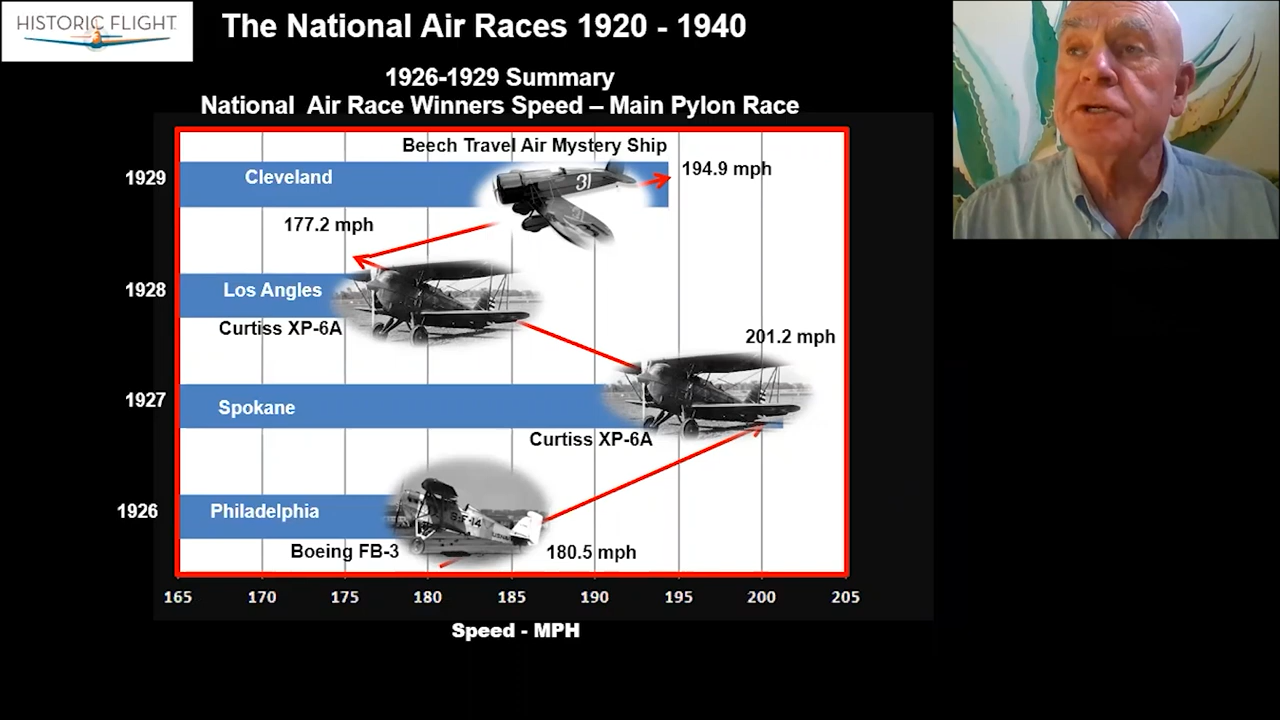 HISTORIC FLIGHT
The National Air Races 1920 - 1940
1926-1929 Summary
National Air Race Winners Speed – Main Pylon Race
Beech Travel Air Mystery Ship
1929
Cleveland
31
194.9 mph
177.2 mph
1928
Los Angles
Curtiss XP-6A
201.2 mph
1927
Spokane
Curtiss XP-6A
1926
Philadelphia
Boeing FB-3
180.5 mph
165 170 175 180 185 190 195 200 205
Speed - MPH